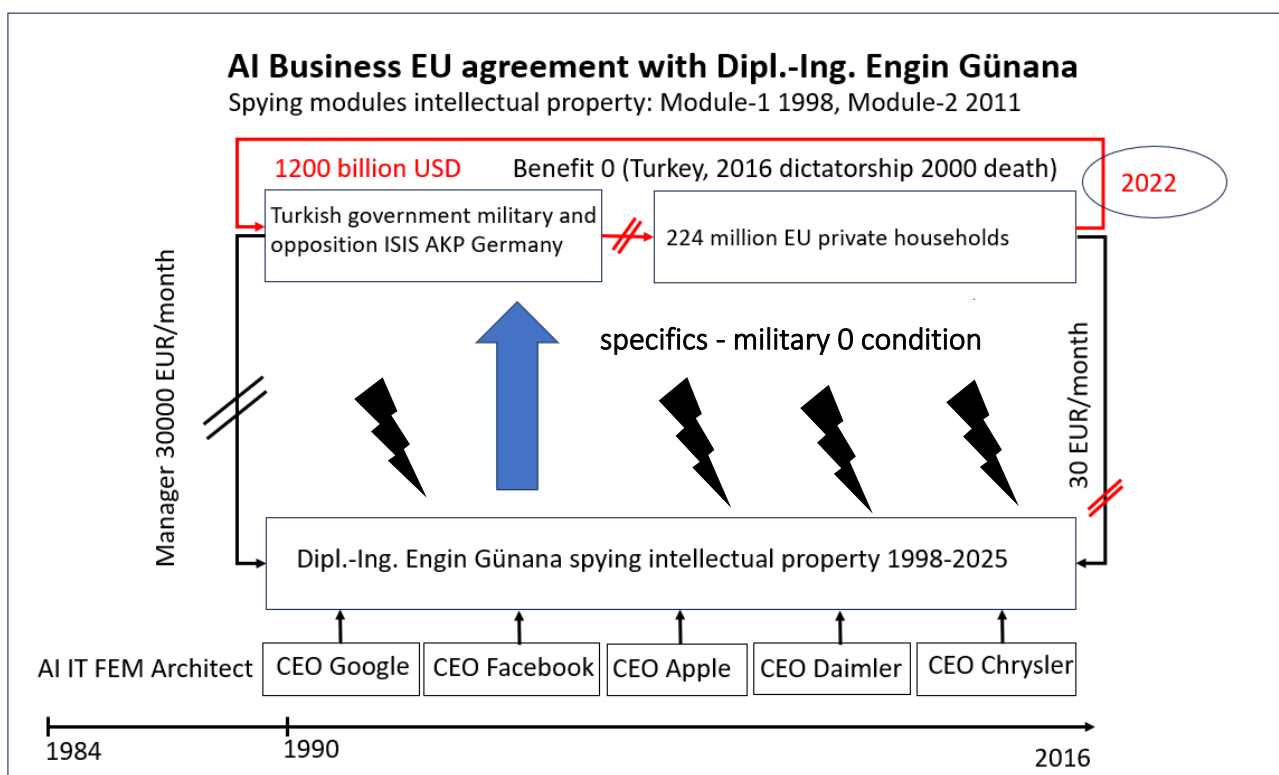 AI Business EU agreement with Dipl.-Ing. Engin Günana
Spying modules intellectual property: Module-1 1998, Module-2 2011
1200 billion USD
Benefit 0 (Turkey, 2016 dictatorship 2000 death)
2022
Turkish government military and
opposition ISIS AKP Germany
224 million EU private households
Manager 30000 EUR/month
specifics - military 0 condition
30 EUR/month
Dipl.-Ing. Engin Günana spying intellectual property 1998-2025
AI IT FEM Architect
CEO Google
CEO Facebook
CEO Apple
CEO Daimler
CEO Chrysler
1984
1990
2016